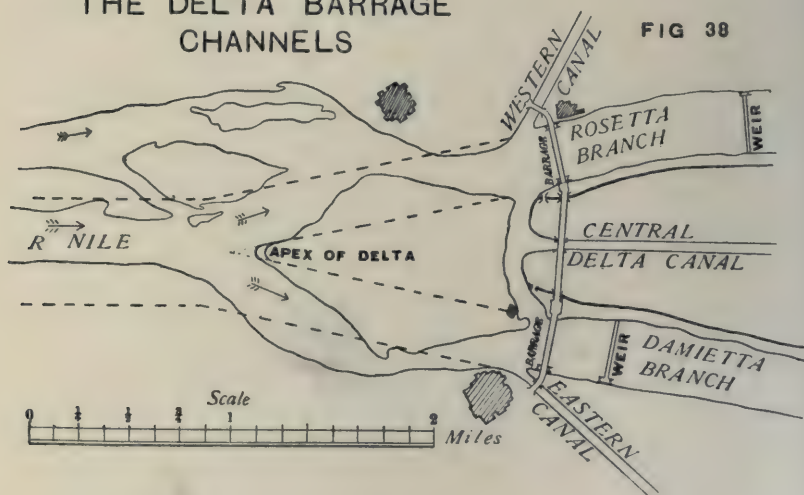 THE DELTA BARRAGE
CHANNELS
FIG 38
WESTERN
CANAL
ROSETTA
BRANCH
WEIR
BARRAGE
R NILE
APEX OF DELTA
CENTRAL
DELTA CANAL
BARRAGE
WEIR
DAMIETTA
BRANCH
EASTERN
CANAL
Scale
0 ¼ ½ ¾ 1 2
Miles